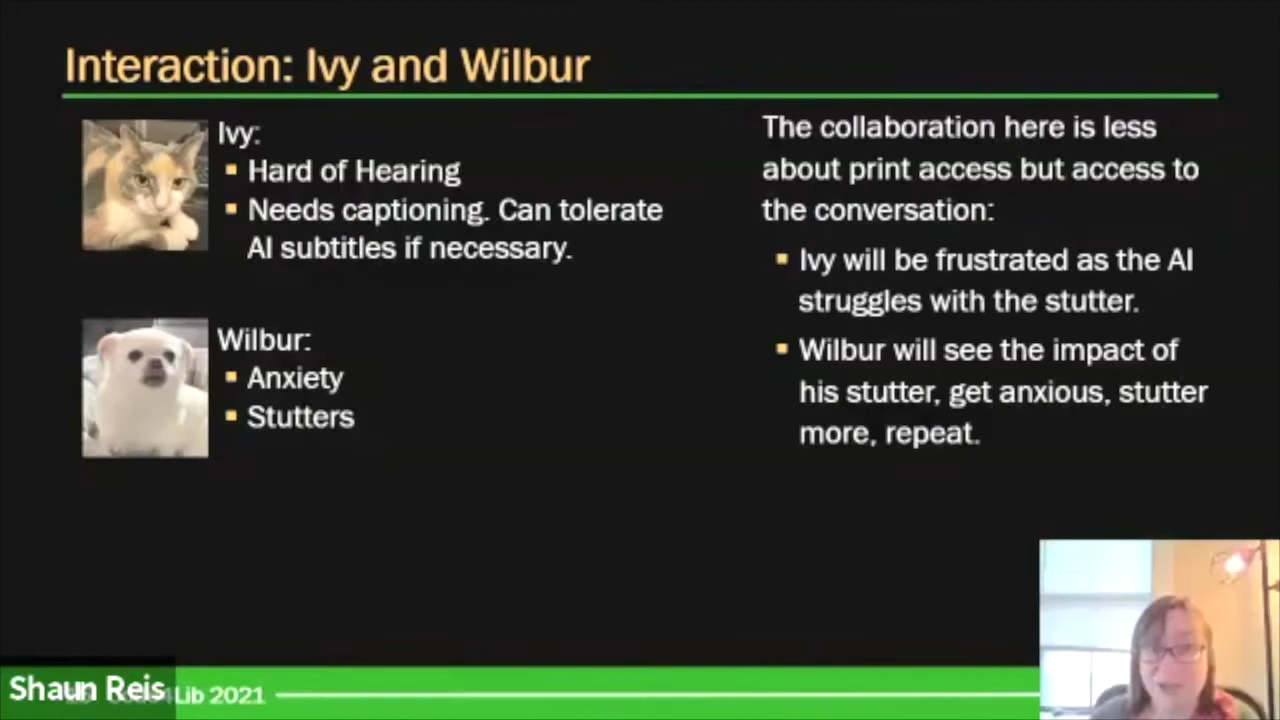 Interaction: Ivy and Wilbur
Ivy:
▪ Hard of Hearing
▪ Needs captioning. Can tolerate
AI subtitles if necessary.
Wilbur:
▪ Anxiety
▪ Stutters
The collaboration here is less
about print access but access to
the conversation:
▪ Ivy will be frustrated as the AI
struggles with the stutter.
▪ Wilbur will see the impact of
his stutter, get anxious, stutter
more, repeat.
Shaun Reis
4Lib 2021